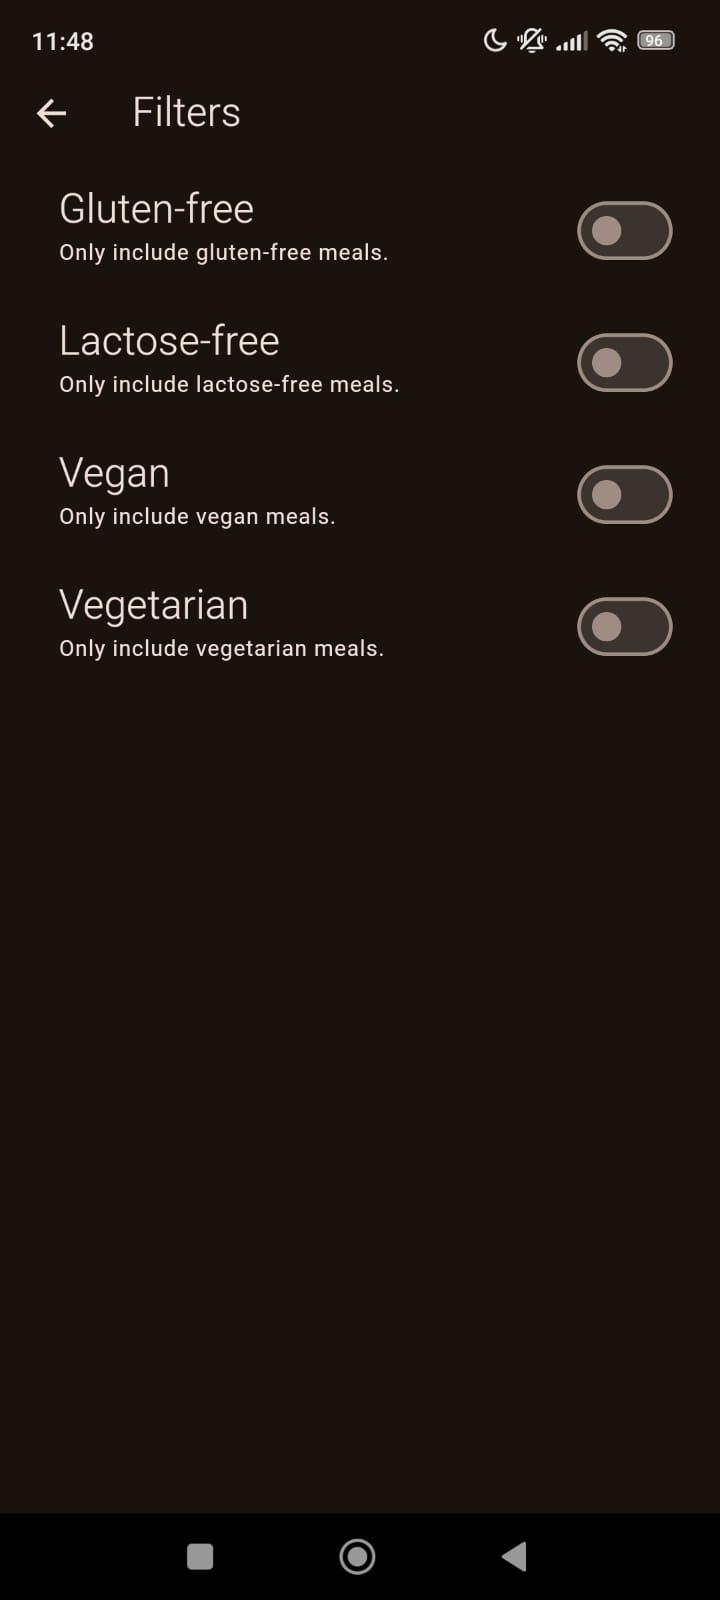 11:48
96
Filters
Gluten-free
Only include gluten-free meals.
Lactose-free
Only include lactose-free meals.
Vegan
Only include vegan meals.
Vegetarian
Only include vegetarian meals.